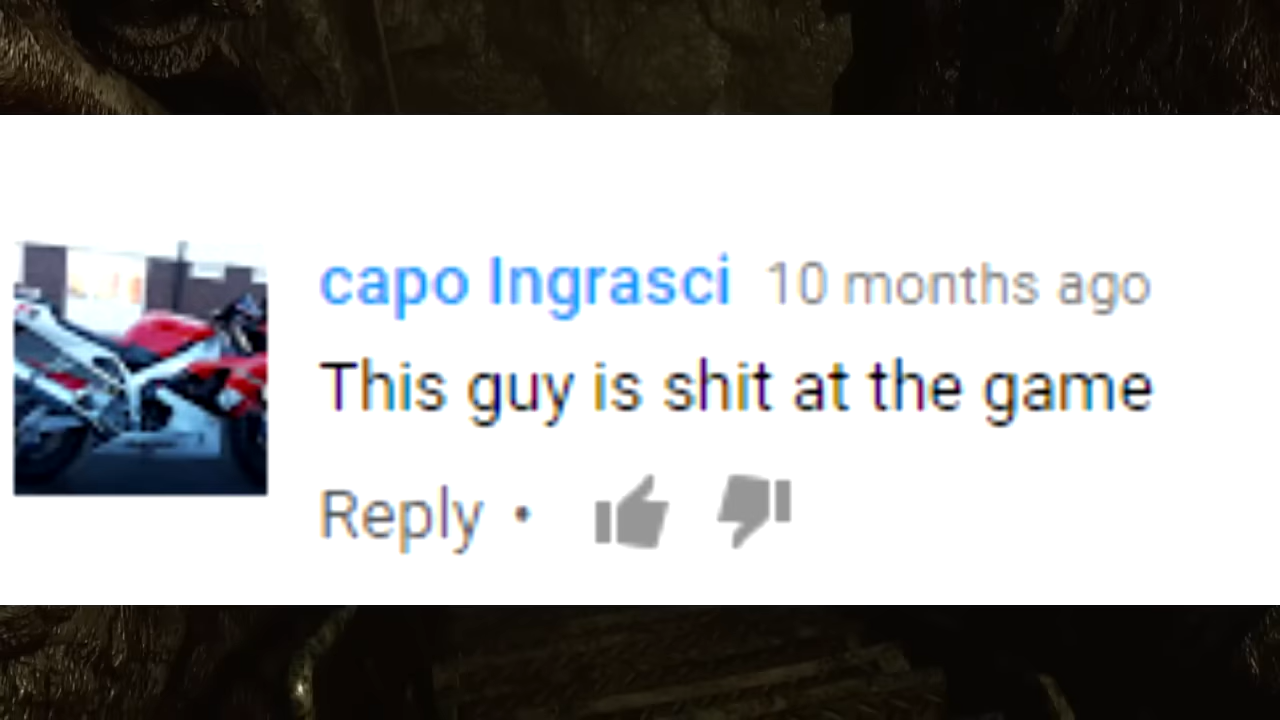 capo Ingrasci 10 months ago
This guy is shit at the game
Reply •